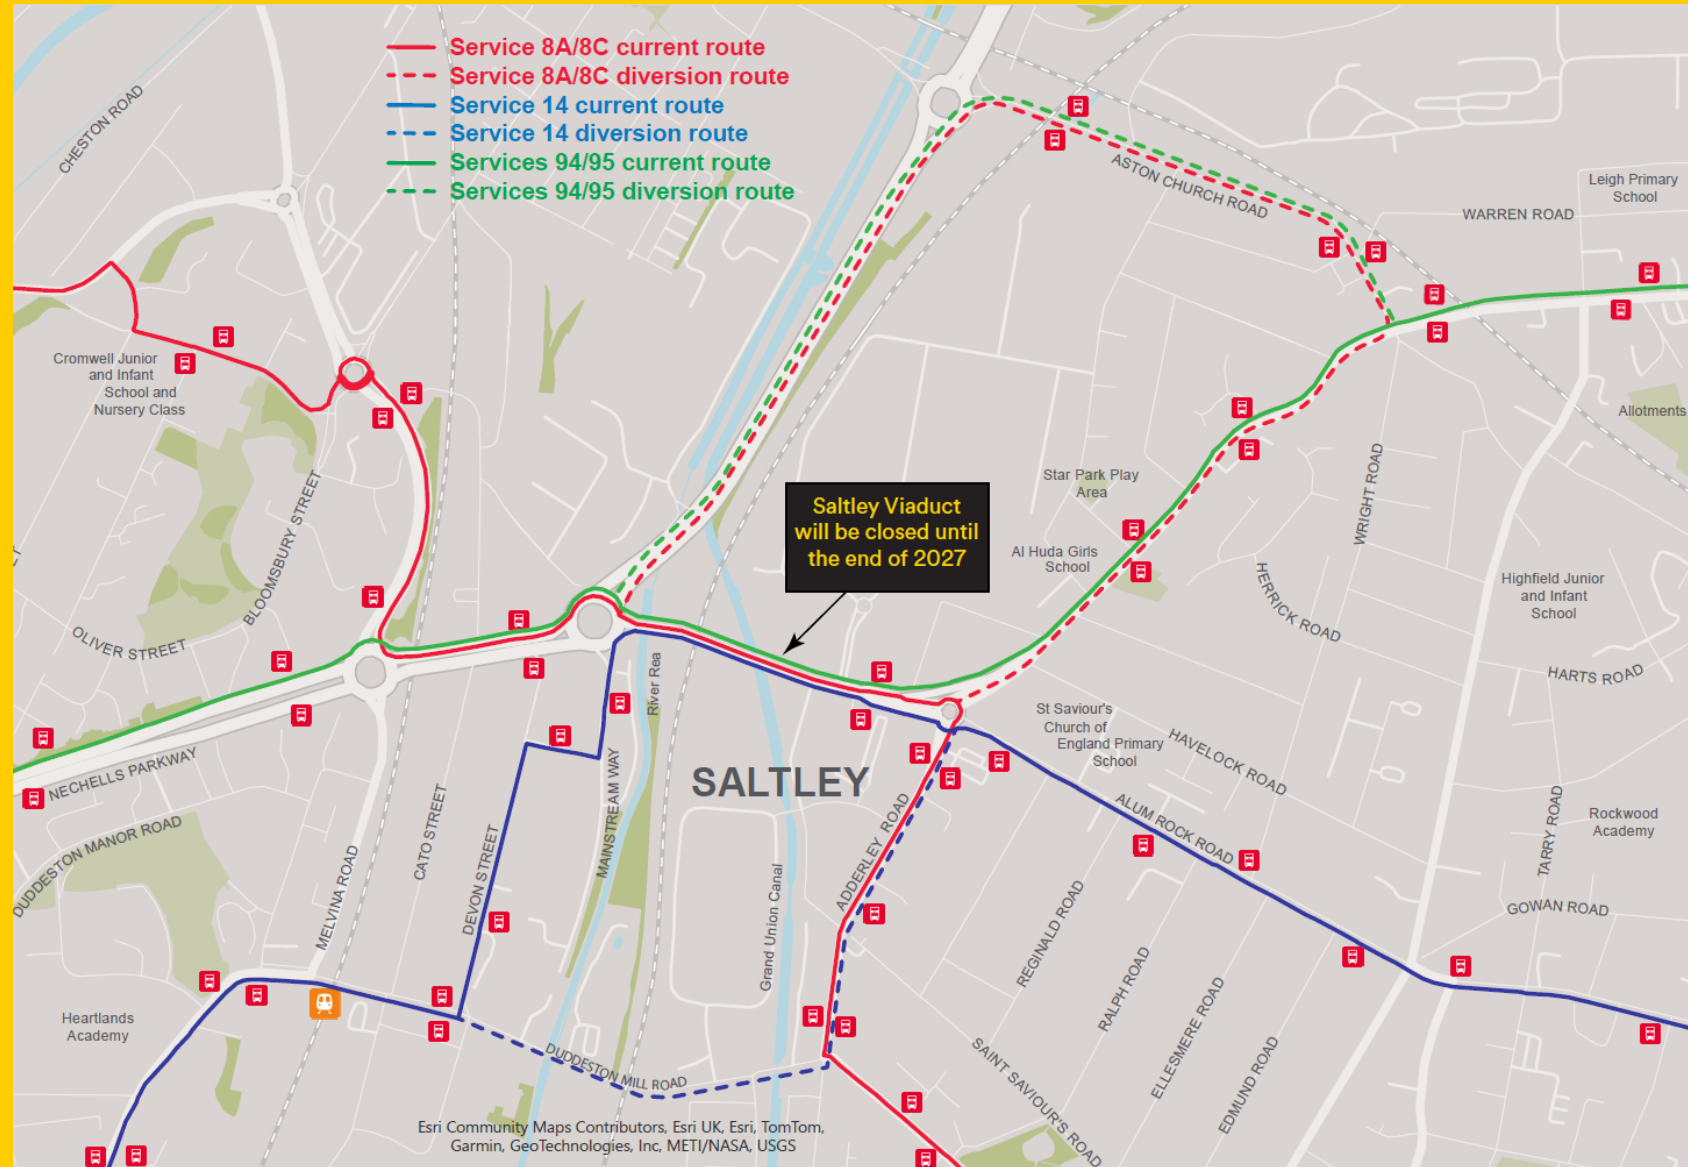 Service 8A/8C current route
Service 8A/8C diversion route
Service 14 current route
Service 14 diversion route
Services 94/95 current route
Services 94/95 diversion route
CHESTON ROAD
ASTON CHURCH ROAD
Leigh Primary
School
WARREN ROAD
Cromwell Junior
and Infant
School and
Nursery Class
Allotments
BLOOMSBURY STREET
Star Park Play
Area
WRIGHT ROAD
Saltley Viaduct
will be closed until
the end of 2027
Al Huda Girls
School
HERRICK ROAD
Highfield Junior
and Infant
School
OLIVER STREET
River Rea
HARTS ROAD
St Saviour's
Church of
England Primary
School
HAVELOCK ROAD
NECHELLS PARKWAY
SALTLEY
MAINSTREAM WAY
ALUM ROCK ROAD
TARRY ROAD
Rockwood
Academy
DUDDESTON MANOR ROAD
CATO STREET
DEVON STREET
ADDERLEY ROAD
MELVINA ROAD
Grand Union Canal
REGINALD ROAD
GOWAN ROAD
RALPH ROAD
Heartlands
Academy
DUDDESTON MILL ROAD
SAINT SAVIOUR'S ROAD
ELLESMERE ROAD
EDMUND ROAD
Esri Community Maps Contributors, Esri UK, Esri, TomTom,
Garmin, GeoTechnologies, Inc, METI/NASA, USGS